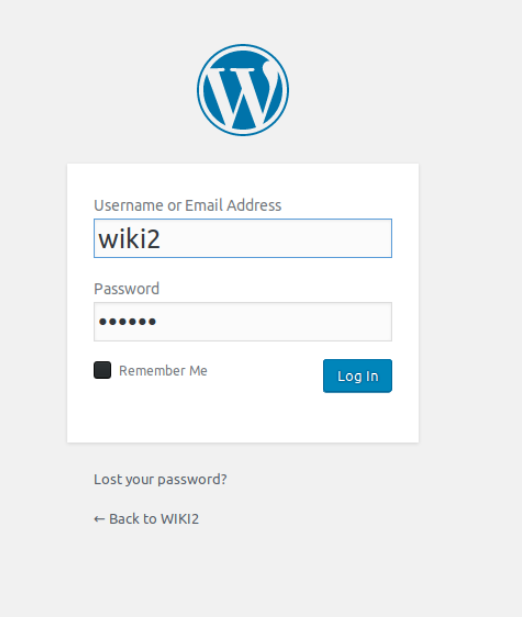 Username or Email Address
wiki2
Password
••••••
Remember Me
Log In
Lost your password?
← Back to WIKI2